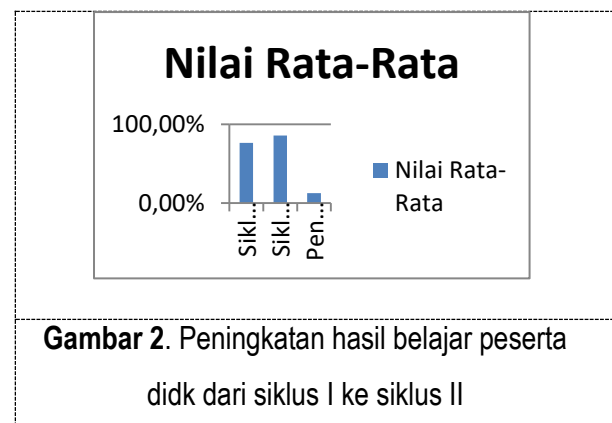 Nilai Rata-Rata
100,00%
0,00%
Sikl...
Sikl...
Pen...
Nilai Rata-
Rata
Gambar 2. Peningkatan hasil belajar peserta
didk dari siklus I ke siklus II